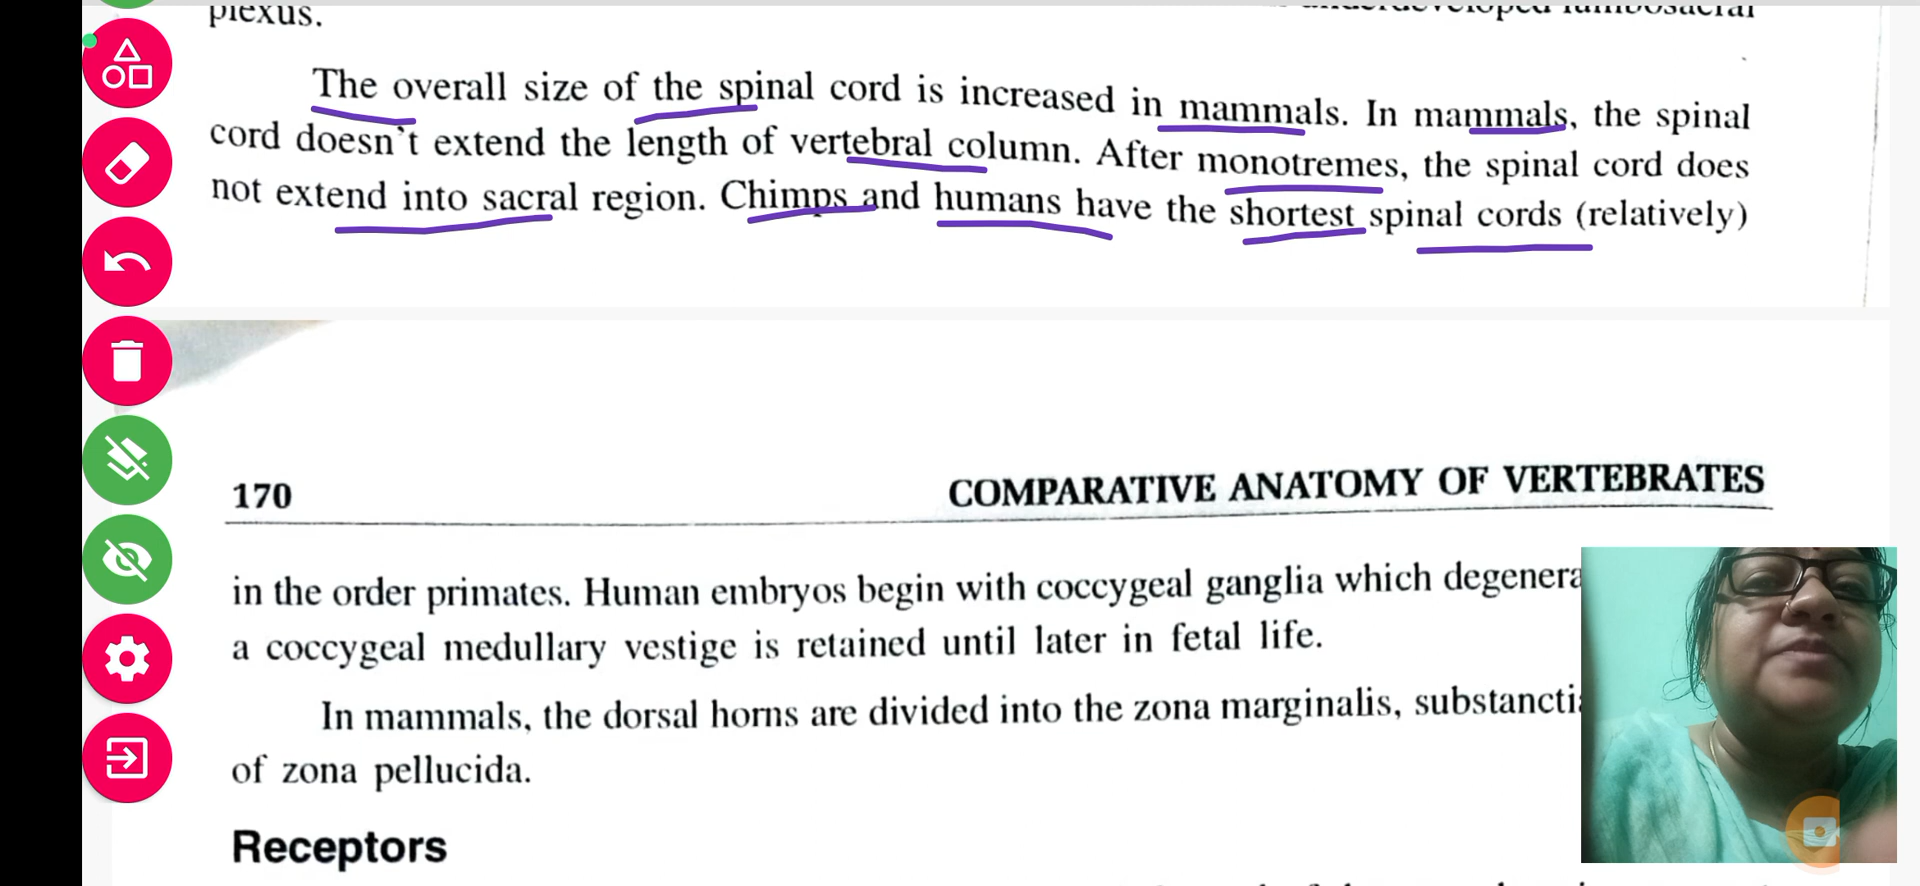 plexus.
underdeveloped lumbosacral
The overall size of the spinal cord is increased in mammals. In mammals, the spinal
cord doesn't extend the length of vertebral column. After monotremes, the spinal cord does
not extend into sacral region. Chimps and humans have the shortest spinal cords (relatively)
170
COMPARATIVE ANATOMY OF VERTEBRATES
in the order primates. Human embryos begin with coccygeal ganglia which degenera
a coccygeal medullary vestige is retained until later in fetal life.
In mammals, the dorsal horns are divided into the zona marginalis, substancti
of zona pellucida.
Receptors